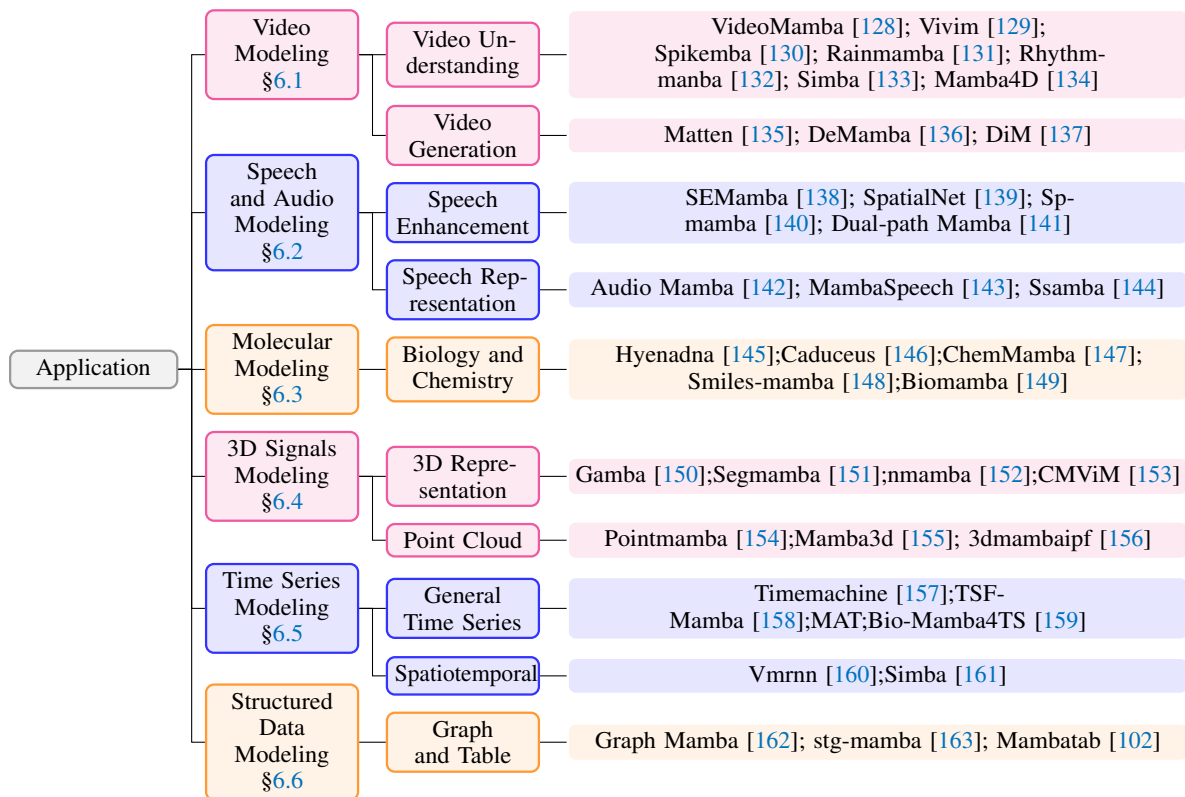 Application
Video
Modeling
§6.1
Video Un-
derstanding
VideoMamba [128]; Vivim [129];
Spikemba [130]; Rainmamba [131]; Rhyth-
manba [132]; Simba [133]; Mamba4D [134]
Video
Generation
Matten [135]; DeMamba [136]; DiM [137]
Speech
and Audio
Modeling
§6.2
Speech
Enhancement
SEMamba [138]; SpatialNet [139]; Sp-
mamba [140]; Dual-path Mamba [141]
Speech Rep-
resentation
Audio Mamba [142]; MambaSpeech [143]; Ssamba [144]
Molecular
Modeling
§6.3
Biology and
Chemistry
Hyenadna [145];Caduceus [146];ChemMamba [147];
Smiles-mamba [148];Biomamba [149]
3D Signals
Modeling
§6.4
3D Repre-
sentation
Gamba [150];Segmamba [151];nmamba [152];CMViM [153]
Point Cloud
Pointmamba [154];Mamba3d [155]; 3dmambaipf [156]
Time Series
Modeling
§6.5
General
Time Series
Timemachine [157];TSF-
Mamba [158];MAT;Bio-Mamba4TS [159]
Spatiotemporal
Vmrnn [160];Simba [161]
Structured
Data
Modeling
§6.6
Graph
and Table
Graph Mamba [162]; stg-mamba [163]; Mambatab [102]